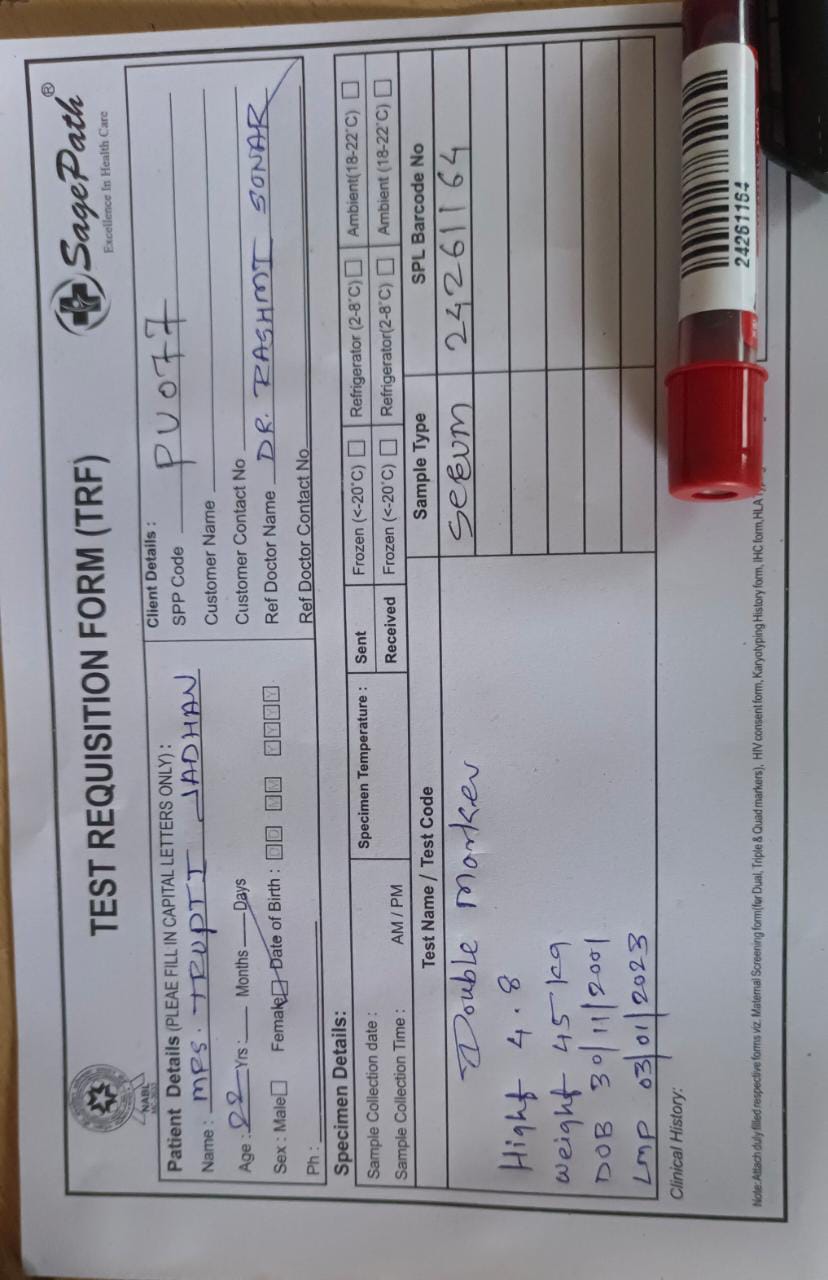 TEST REQUISITION FORM (TRF)
SagePath®
Excellence In Health Care
NABL
Patient Details (PLEAE FILL IN CAPITAL LETTERS ONLY) :
Name : MRS. TRUPTI JADHAN
Age : 22 Yrs : Months Days
Sex : Male Female Date of Birth : DD MM YYYY
Ph :
Client Details :
SPP Code PU077
Customer Name
Customer Contact No
Ref Doctor Name DR. RASHMI SONAR
Ref Doctor Contact No
Specimen Details:
Sample Collection date :
Sample Collection Time : AM / PM
Specimen Temperature :
Sent Frozen (<-20°C) Refrigerator (2-8°C) Ambient(18-22°C)
Received Frozen (<-20°C) Refrigerator(2-8°C) Ambient (18-22°C)
Test Name / Test Code Sample Type SPL Barcode No
Double Marker SERUM 24261164
Hight 4.8
weight 45 kg
DOB 30/11/2001
LMP 03/01/2023
Clinical History:
Note: Attach duly filled respective forms viz. Maternal Screening form(for Dual, Triple & Quad markers), HIV consent form, Karyotyping History form, IHC form, HLA
24261164